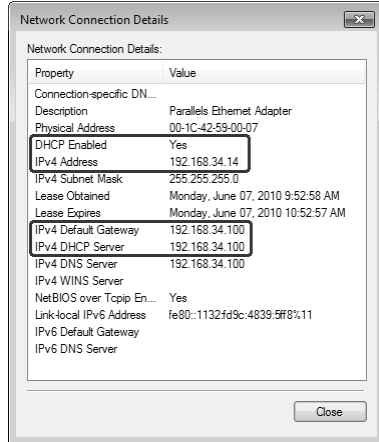 Network Connection Details
Network Connection Details:
Property Value
Connection-specific DN...
Description Parallels Ethernet Adapter
Physical Address 00-1C-42-59-00-07
DHCP Enabled Yes
IPv4 Address 192.168.34.14
IPv4 Subnet Mask 255.255.255.0
Lease Obtained Monday, June 07, 2010 9:52:58 AM
Lease Expires Monday, June 07, 2010 10:52:57 AM
IPv4 Default Gateway 192.168.34.100
IPv4 DHCP Server 192.168.34.100
IPv4 DNS Server 192.168.34.100
IPv4 WINS Server
NetBIOS over Tcpip En... Yes
Link-local IPv6 Address fe80::1132:fd9c:4839:5ff8%11
IPv6 Default Gateway
IPv6 DNS Server
Close